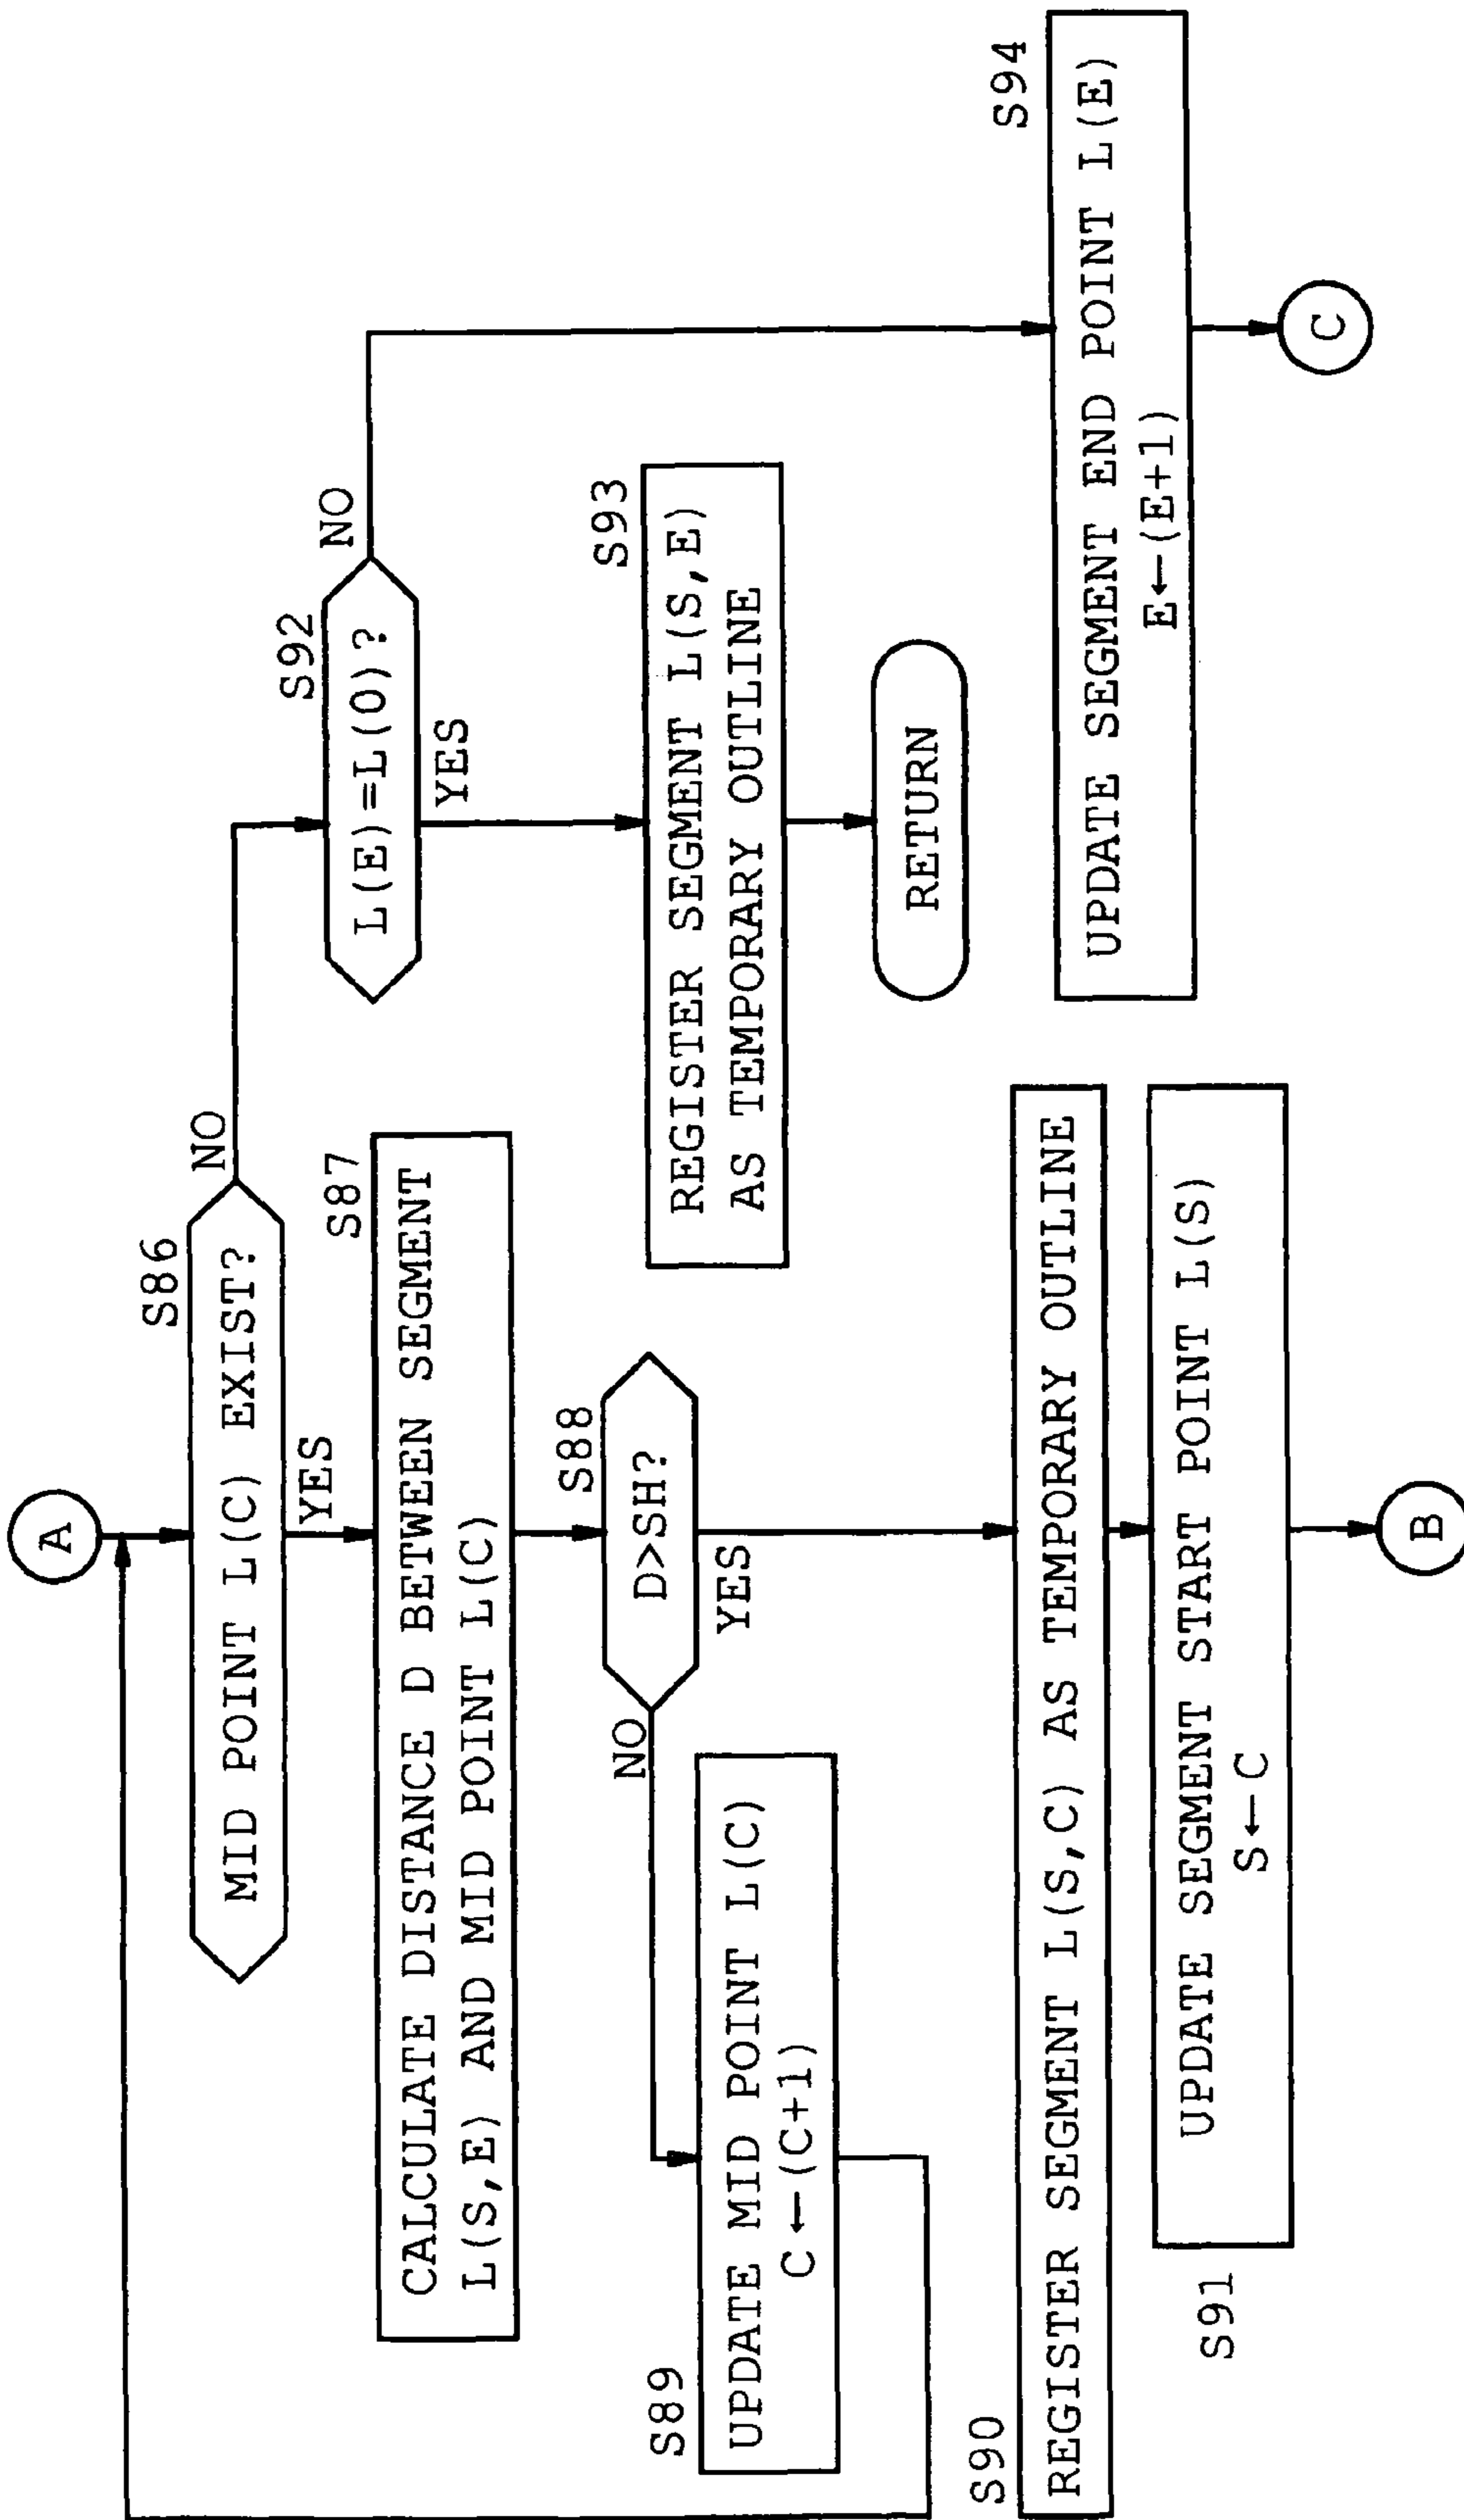 A
S86
MID POINT L(C) EXIST?
NO
YES
S87
CALCULATE DISTANCE D BETWEEN SEGMENT
L(S,E) AND MID POINT L(C)
S88
D>SH?
NO
YES
S89
UPDATE MID POINT L(C)
C←(C+1)
S90
REGISTER SEGMENT L(S,C) AS TEMPORARY OUTLINE
S91
UPDATE SEGMENT START POINT L(S)
S←C
B
S92
L(E)=L(0)?
NO
YES
S93
REGISTER SEGMENT L(S,E)
AS TEMPORARY OUTLINE
RETURN
S94
UPDATE SEGMENT END POINT L(E)
E←(E+1)
C